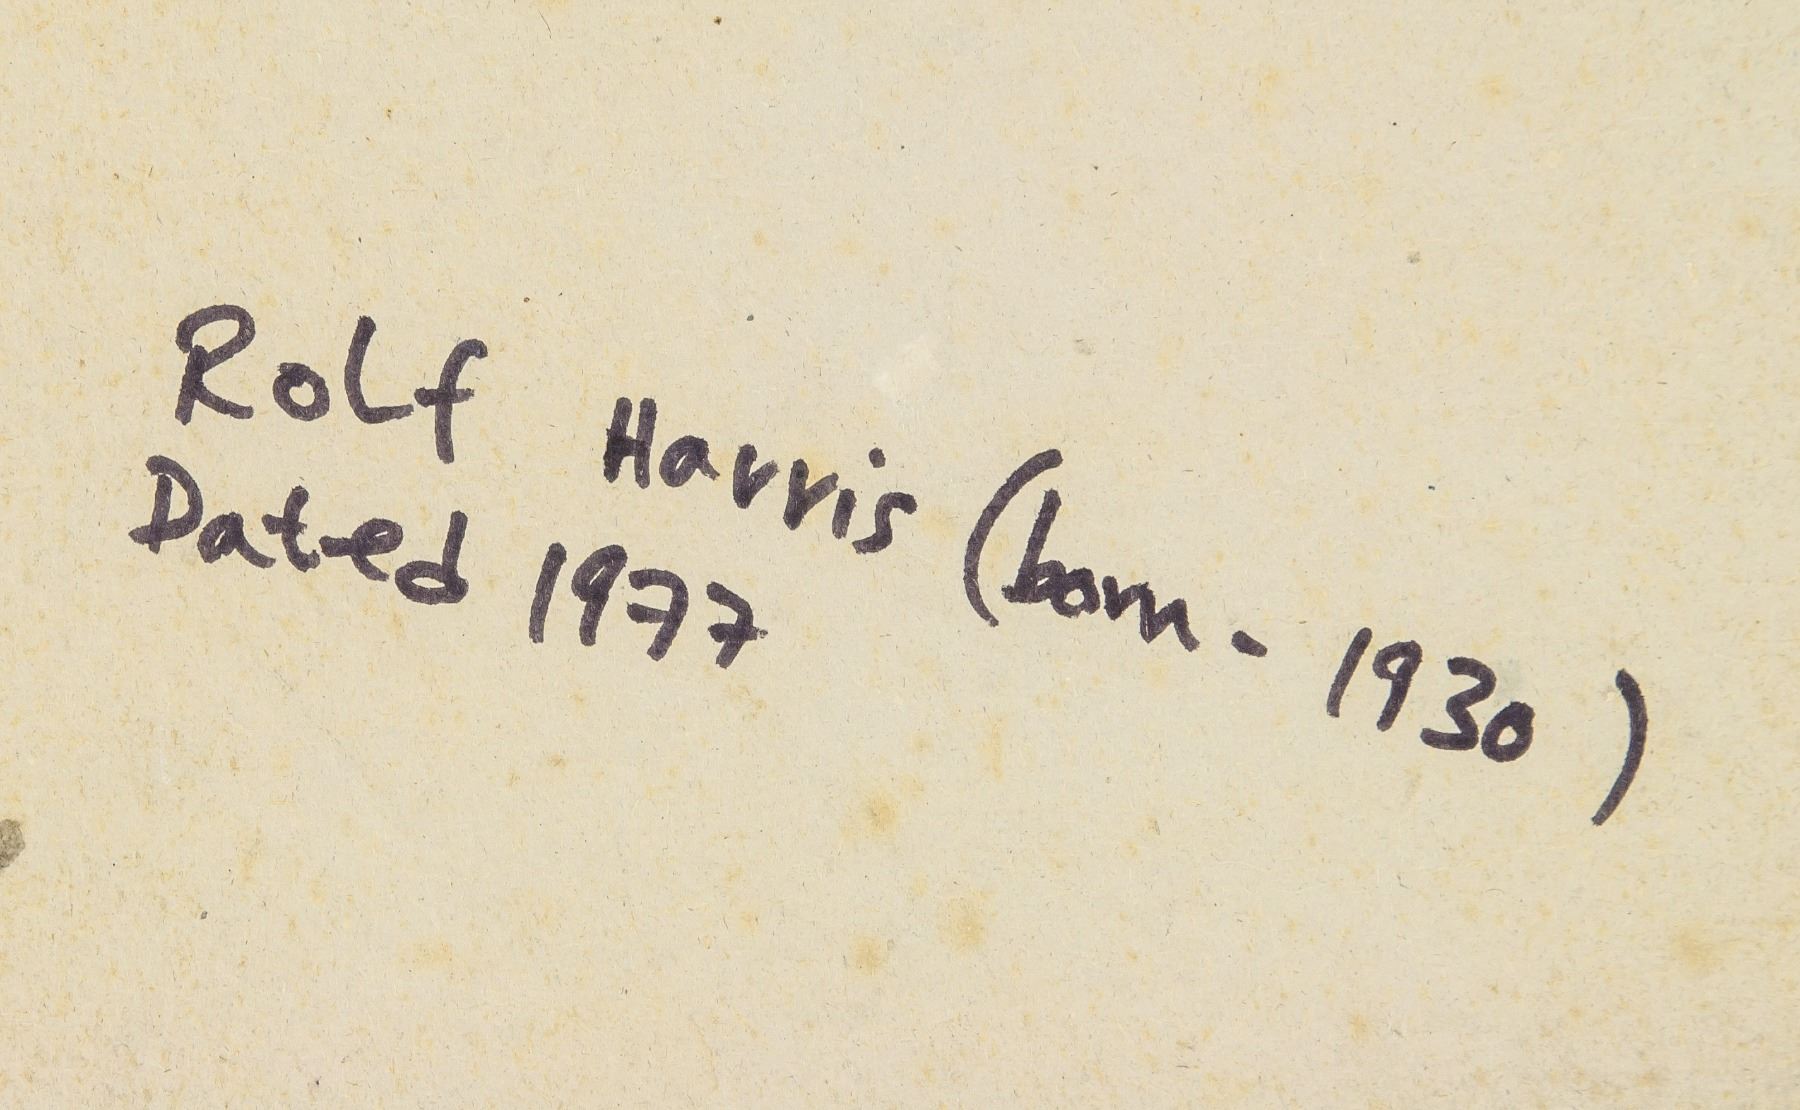 Rolf Harris (born - 1930)
Dated 1977